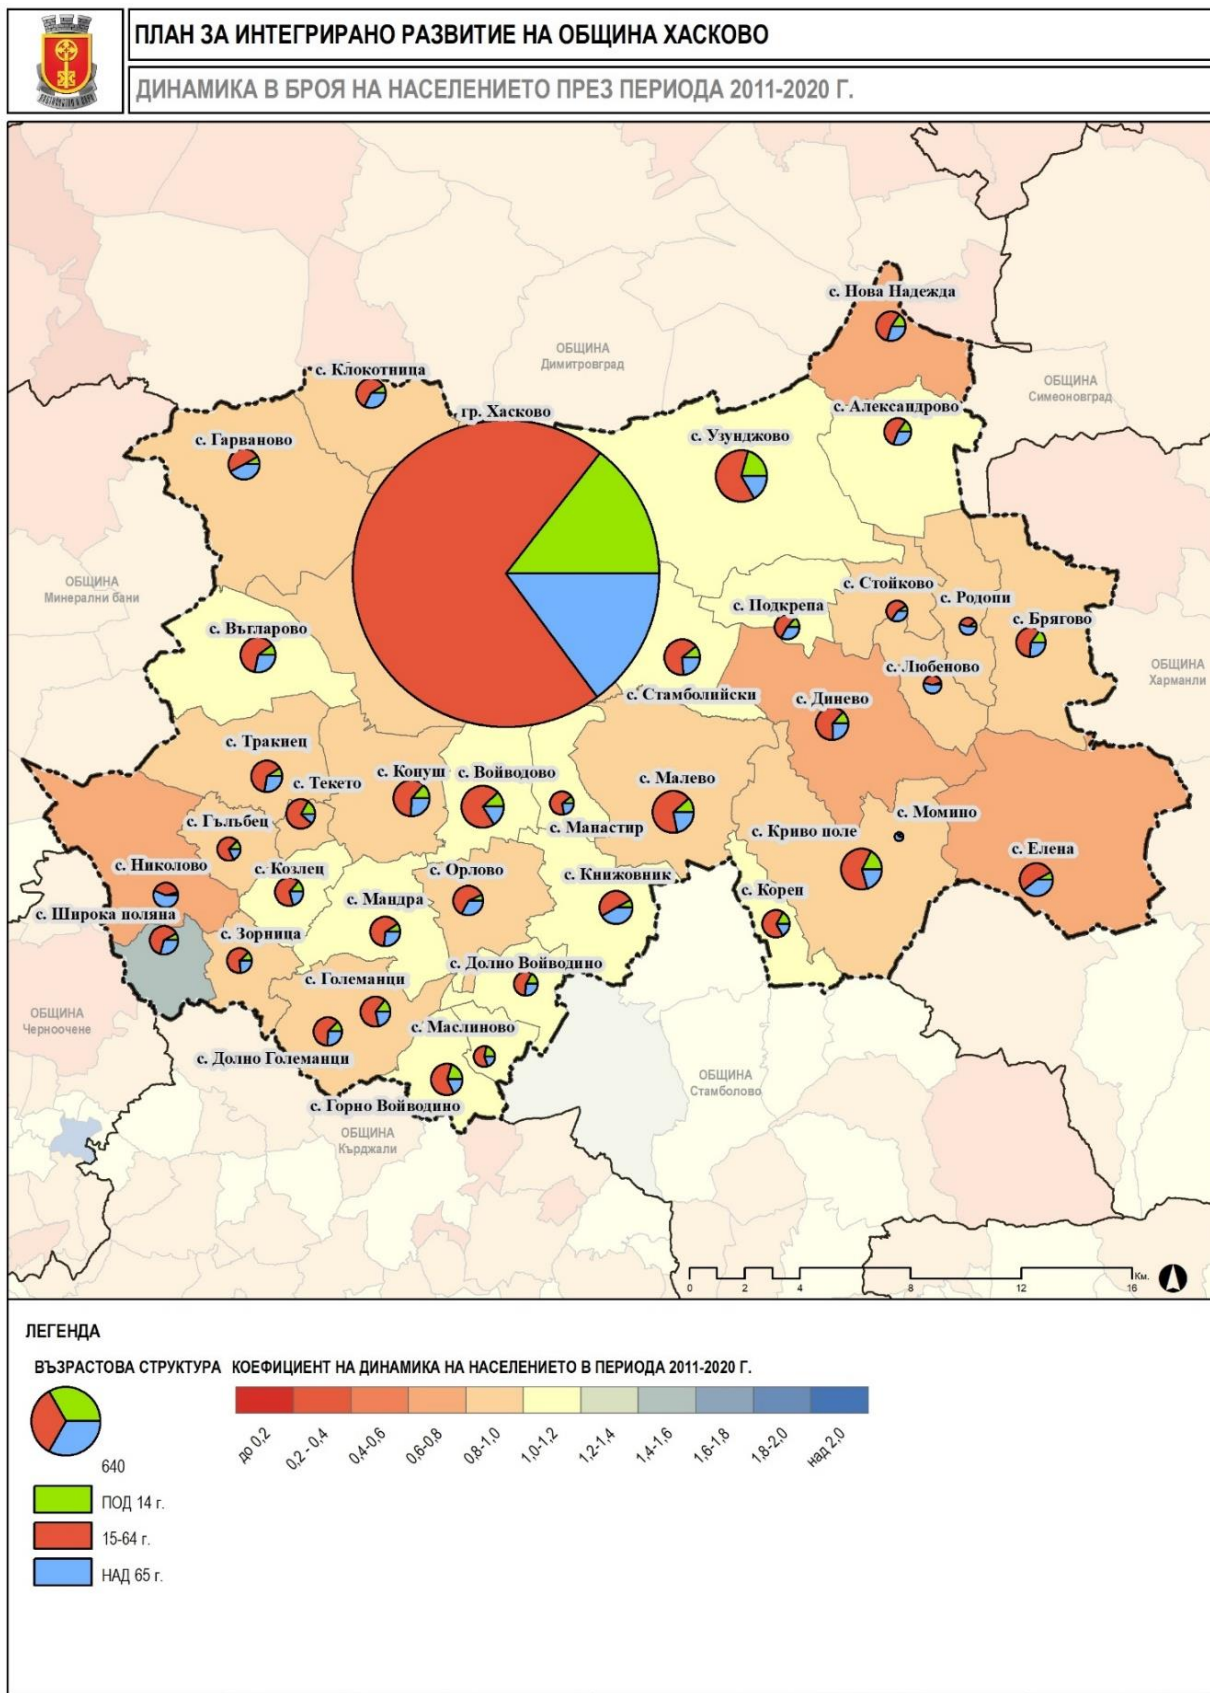 ПЛАН ЗА ИНТЕГРИРАНО РАЗВИТИЕ НА ОБЩИНА ХАСКОВО
ДИНАМИКА В БРОЯ НА НАСЕЛЕНИЕТО ПРЕЗ ПЕРИОДА 2011-2020 Г.
с. Нова Надежда
ОБЩИНА
Димитровград
с. Клокотница
ОБЩИНА
Симеоновград
гр. Хасково
с. Александрово
с. Гарваново
с. Узунджово
ОБЩИНА
Минерални бани
с. Стойково
с. Родопи
с. Подкрепа
с. Брягово
с. Въгларово
с. Любеново
ОБЩИНА
Харманли
с. Стамболийски
с. Динево
с. Тракиец
с. Текето
с. Конуш
с. Войводово
с. Малево
с. Момино
с. Гълъбец
с. Манастир
с. Криво поле
с. Елена
с. Николово
с. Козлец
с. Орлово
с. Книжовник
с. Корен
с. Широка поляна
с. Мандра
с. Зорница
с. Долно Войводино
с. Големанци
ОБЩИНА
Черноочене
с. Маслиново
с. Долно Големанци
ОБЩИНА
Стамболово
с. Горно Войводино
ОБЩИНА
Кърджали
Км.
0 2 4 8 12 16
ЛЕГЕНДА
ВЪЗРАСТОВА СТРУКТУРА КОЕФИЦИЕНТ НА ДИНАМИКА НА НАСЕЛЕНИЕТО В ПЕРИОДА 2011-2020 Г.
до 0,2
0,2 - 0,4
0,4-0,6
0,6-0,8
0,8-1,0
1,0-1,2
1,2-1,4
1,4-1,6
1,6-1,8
1,8-2,0
над 2,0
640
ПОД 14 г.
15-64 г.
НАД 65 г.